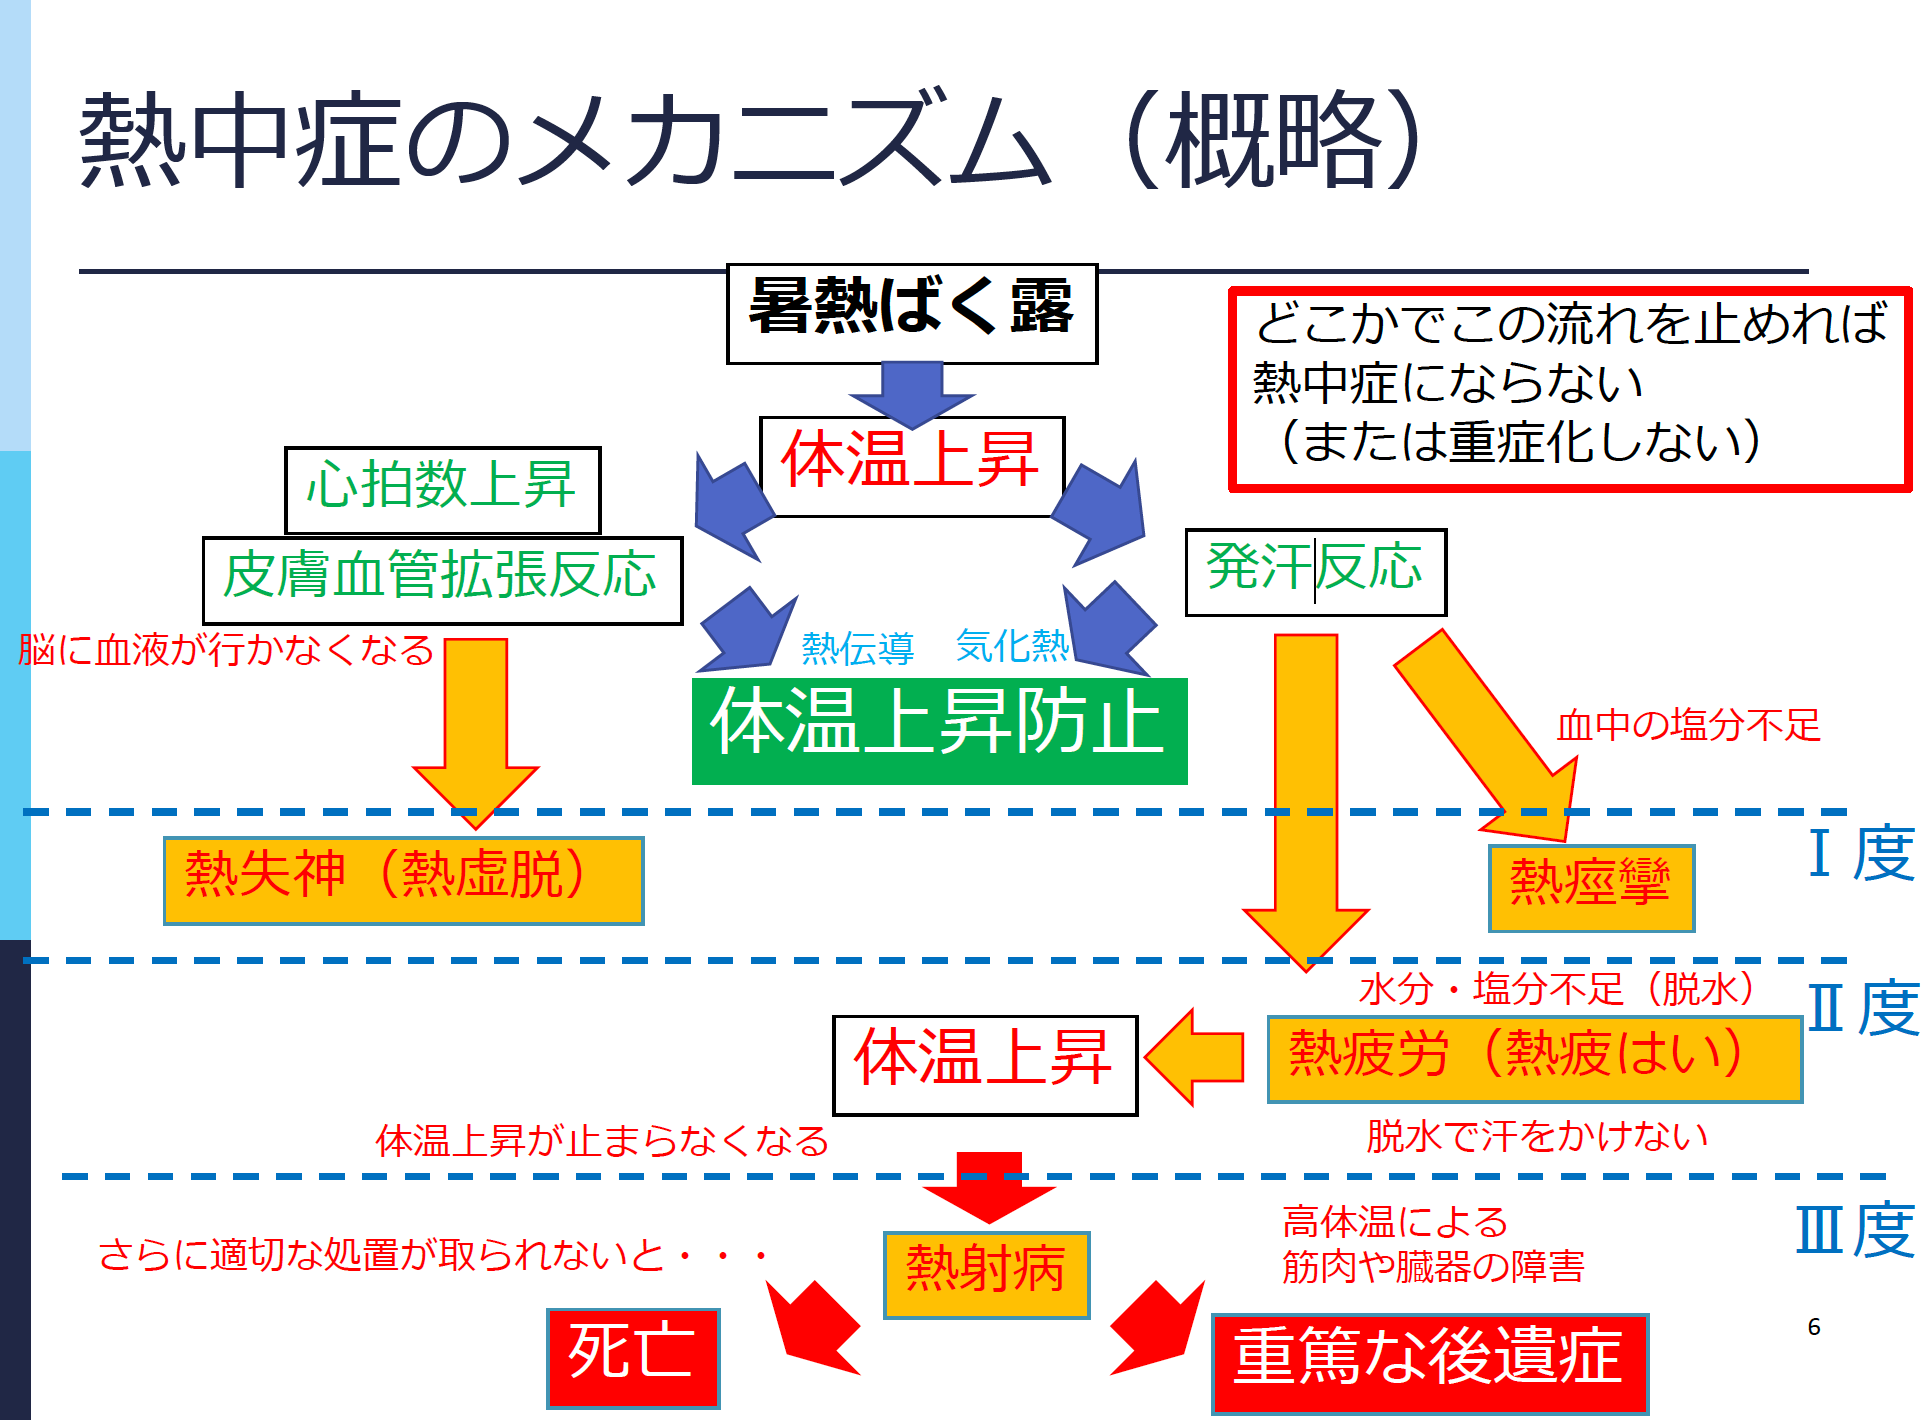 熱中症のメカニズム（概略）
暑熱ばく露
どこかでこの流れを止めれば
熱中症にならない
（または重症化しない）
体温上昇
心拍数上昇
皮膚血管拡張反応
発汗反応
脳に血液が行かなくなる
熱伝導　気化熱
体温上昇防止
血中の塩分不足
Ⅰ度
熱失神（熱虚脱）
熱痙攣
水分・塩分不足（脱水）
Ⅱ度
体温上昇
熱疲労（熱疲はい）
体温上昇が止まらなくなる
脱水で汗をかけない
Ⅲ度
さらに適切な処置が取られないと・・・
熱射病
高体温による
筋肉や臓器の障害
死亡
重篤な後遺症
6